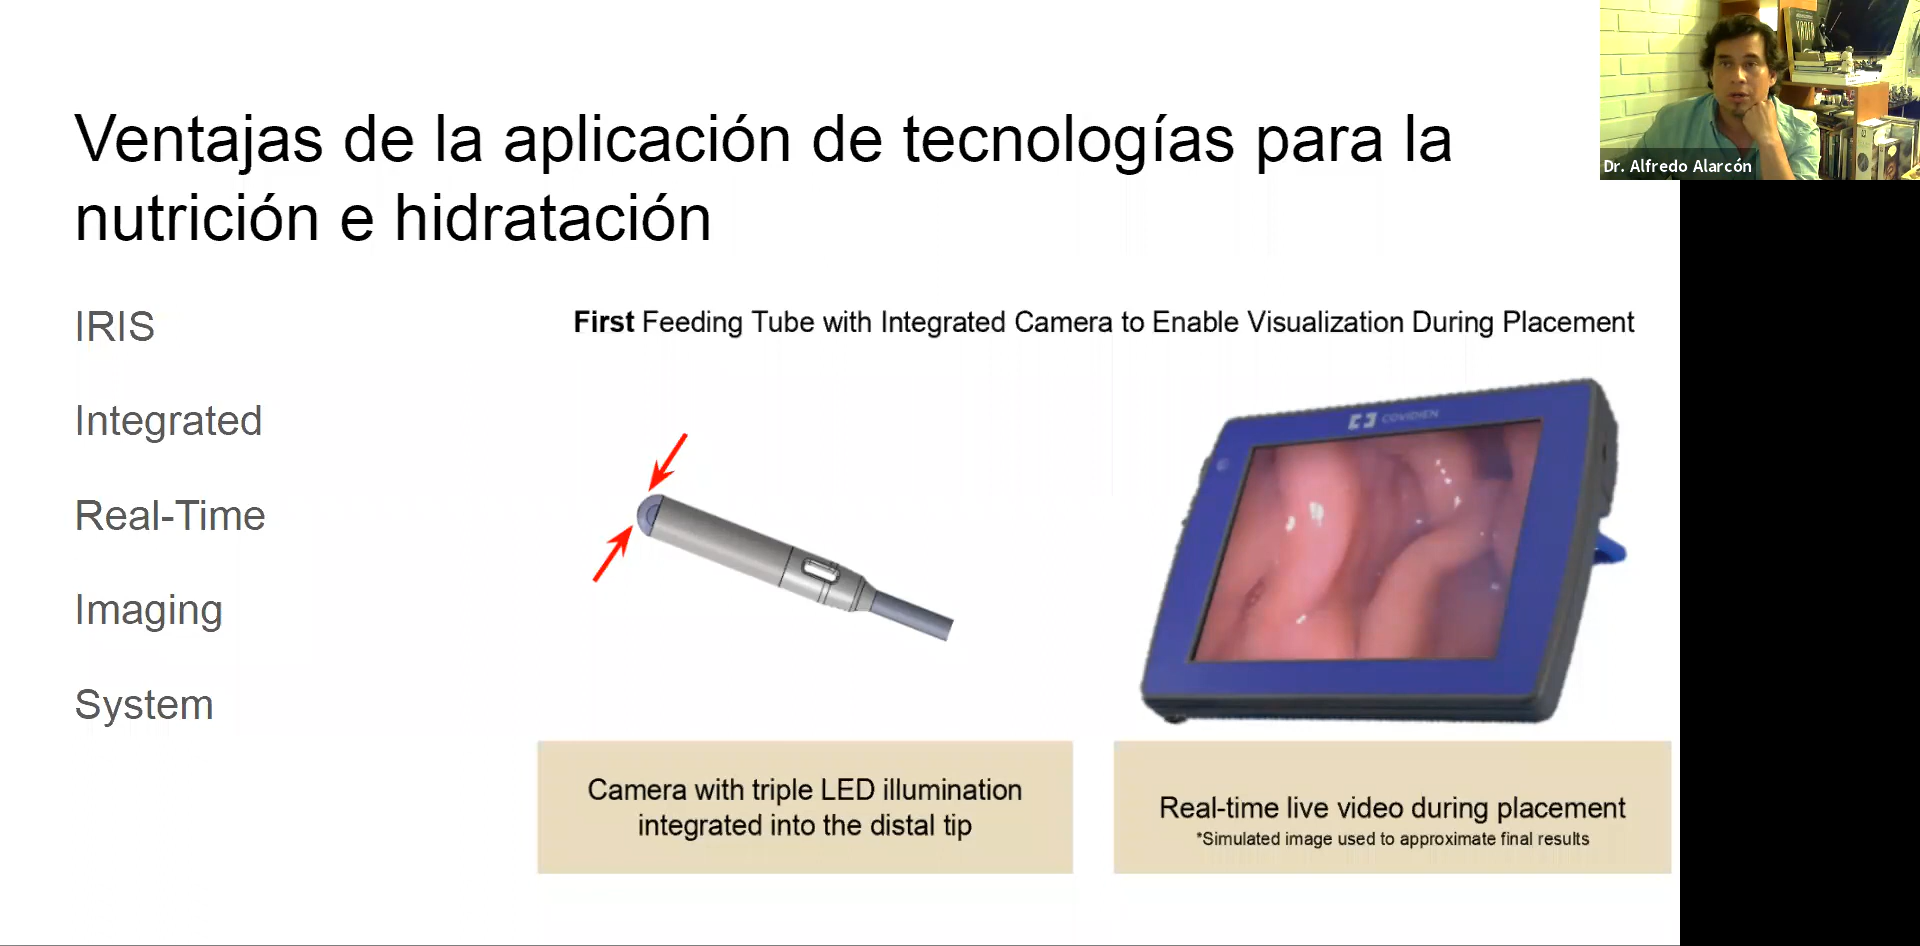 Ventajas de la aplicación de tecnologías para la
nutrición e hidratación
Dr. Alfredo Alarcón
IRIS
Integrated
Real-Time
Imaging
System
First Feeding Tube with Integrated Camera to Enable Visualization During Placement
COVIDIEN
Camera with triple LED illumination
integrated into the distal tip
Real-time live video during placement
*Simulated image used to approximate final results